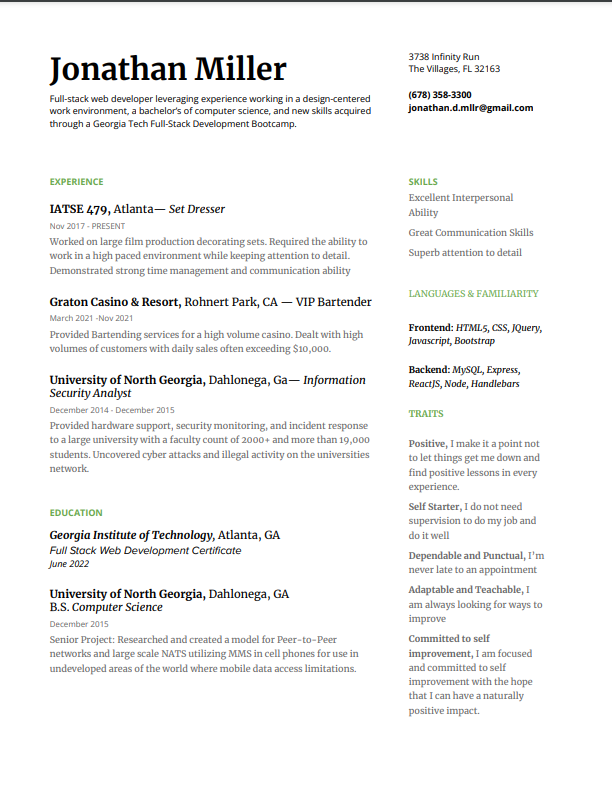 Jonathan Miller
Full-stack web developer leveraging experience working in a design-centered
work environment, a bachelor's of computer science, and new skills acquired
through a Georgia Tech Full-Stack Development Bootcamp.
3738 Infinity Run
The Villages, FL 32163
(678) 358-3300
jonathan.d.mllr@gmail.com
EXPERIENCE
IATSE 479, Atlanta— Set Dresser
Nov 2017 - PRESENT
Worked on large film production decorating sets. Required the ability to
work in a high paced environment while keeping attention to detail.
Demonstrated strong time management and communication ability
Graton Casino & Resort, Rohnert Park, CA — VIP Bartender
March 2021 -Nov 2021
Provided Bartending services for a high volume casino. Dealt with high
volumes of customers with daily sales often exceeding $10,000.
University of North Georgia, Dahlonega, Ga— Information
Security Analyst
December 2014 - December 2015
Provided hardware support, security monitoring, and incident response
to a large university with a faculty count of 2000+ and more than 19,000
students. Uncovered cyber attacks and illegal activity on the universities
network.
EDUCATION
Georgia Institute of Technology, Atlanta, GA
Full Stack Web Development Certificate
June 2022
University of North Georgia, Dahlonega, GA
B.S. Computer Science
December 2015
Senior Project: Researched and created a model for Peer-to-Peer
networks and large scale NATS utilizing MMS in cell phones for use in
undeveloped areas of the world where mobile data access limitations.
SKILLS
Excellent Interpersonal
Ability
Great Communication Skills
Superb attention to detail
LANGUAGES & FAMILIARITY
Frontend: HTML5, CSS, JQuery,
Javascript, Bootstrap
Backend: MySQL, Express,
ReactJS, Node, Handlebars
TRAITS
Positive, I make it a point not
to let things get me down and
find positive lessons in every
experience.
Self Starter, I do not need
supervision to do my job and
do it well
Dependable and Punctual, I'm
never late to an appointment
Adaptable and Teachable, I
am always looking for ways to
improve
Committed to self
improvement, I am focused
and committed to self
improvement with the hope
that I can have a naturally
positive impact.